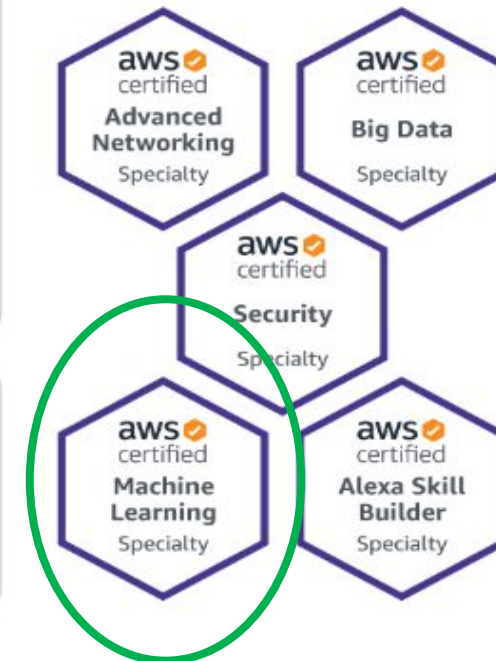 aws
certified
Advanced
Networking
Specialty
aws
certified
Big Data
Specialty
aws
certified
Security
Specialty
aws
certified
Machine
Learning
Specialty
aws
certified
Alexa Skill
Builder
Specialty